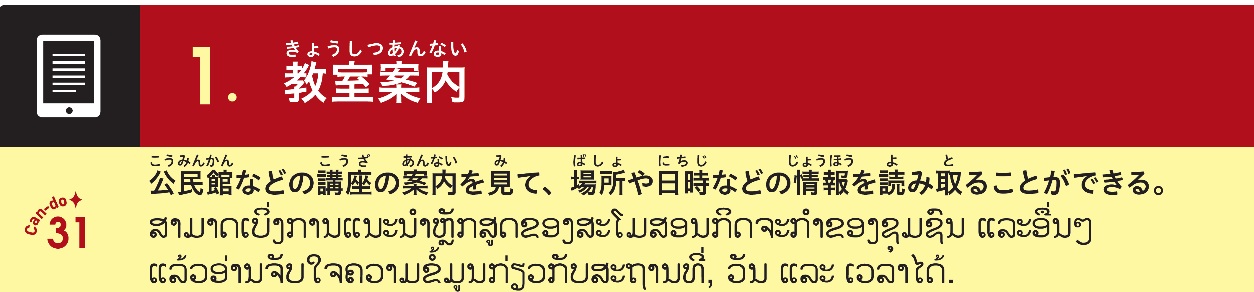 きょうしつあんない
1. 教室案内
こうみんかん こうざ あんない み ばしょ にちじ じょうほう よ と
公民館などの講座の案内を見て、場所や日時などの情報を読み取ることができる。
Can-do
31
ສາມາດເບິ່ງການແນະນຳຫຼັກສູດຂອງສະໂມສອນກິດຈະກຳຂອງຊຸມຊົນ ແລະອື່ນໆ
ແລ້ວອ່ານຈັບໃຈຄວາມຂໍ້ມູນກ່ຽວກັບສະຖານທີ່, ວັນ ແລະ ເວລາໄດ້.